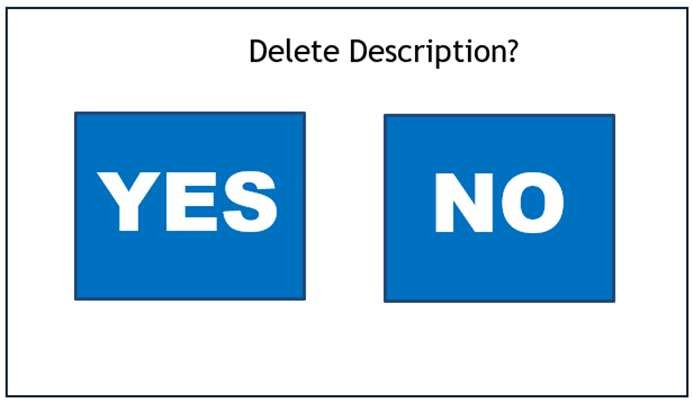 Delete Description?
YES NO